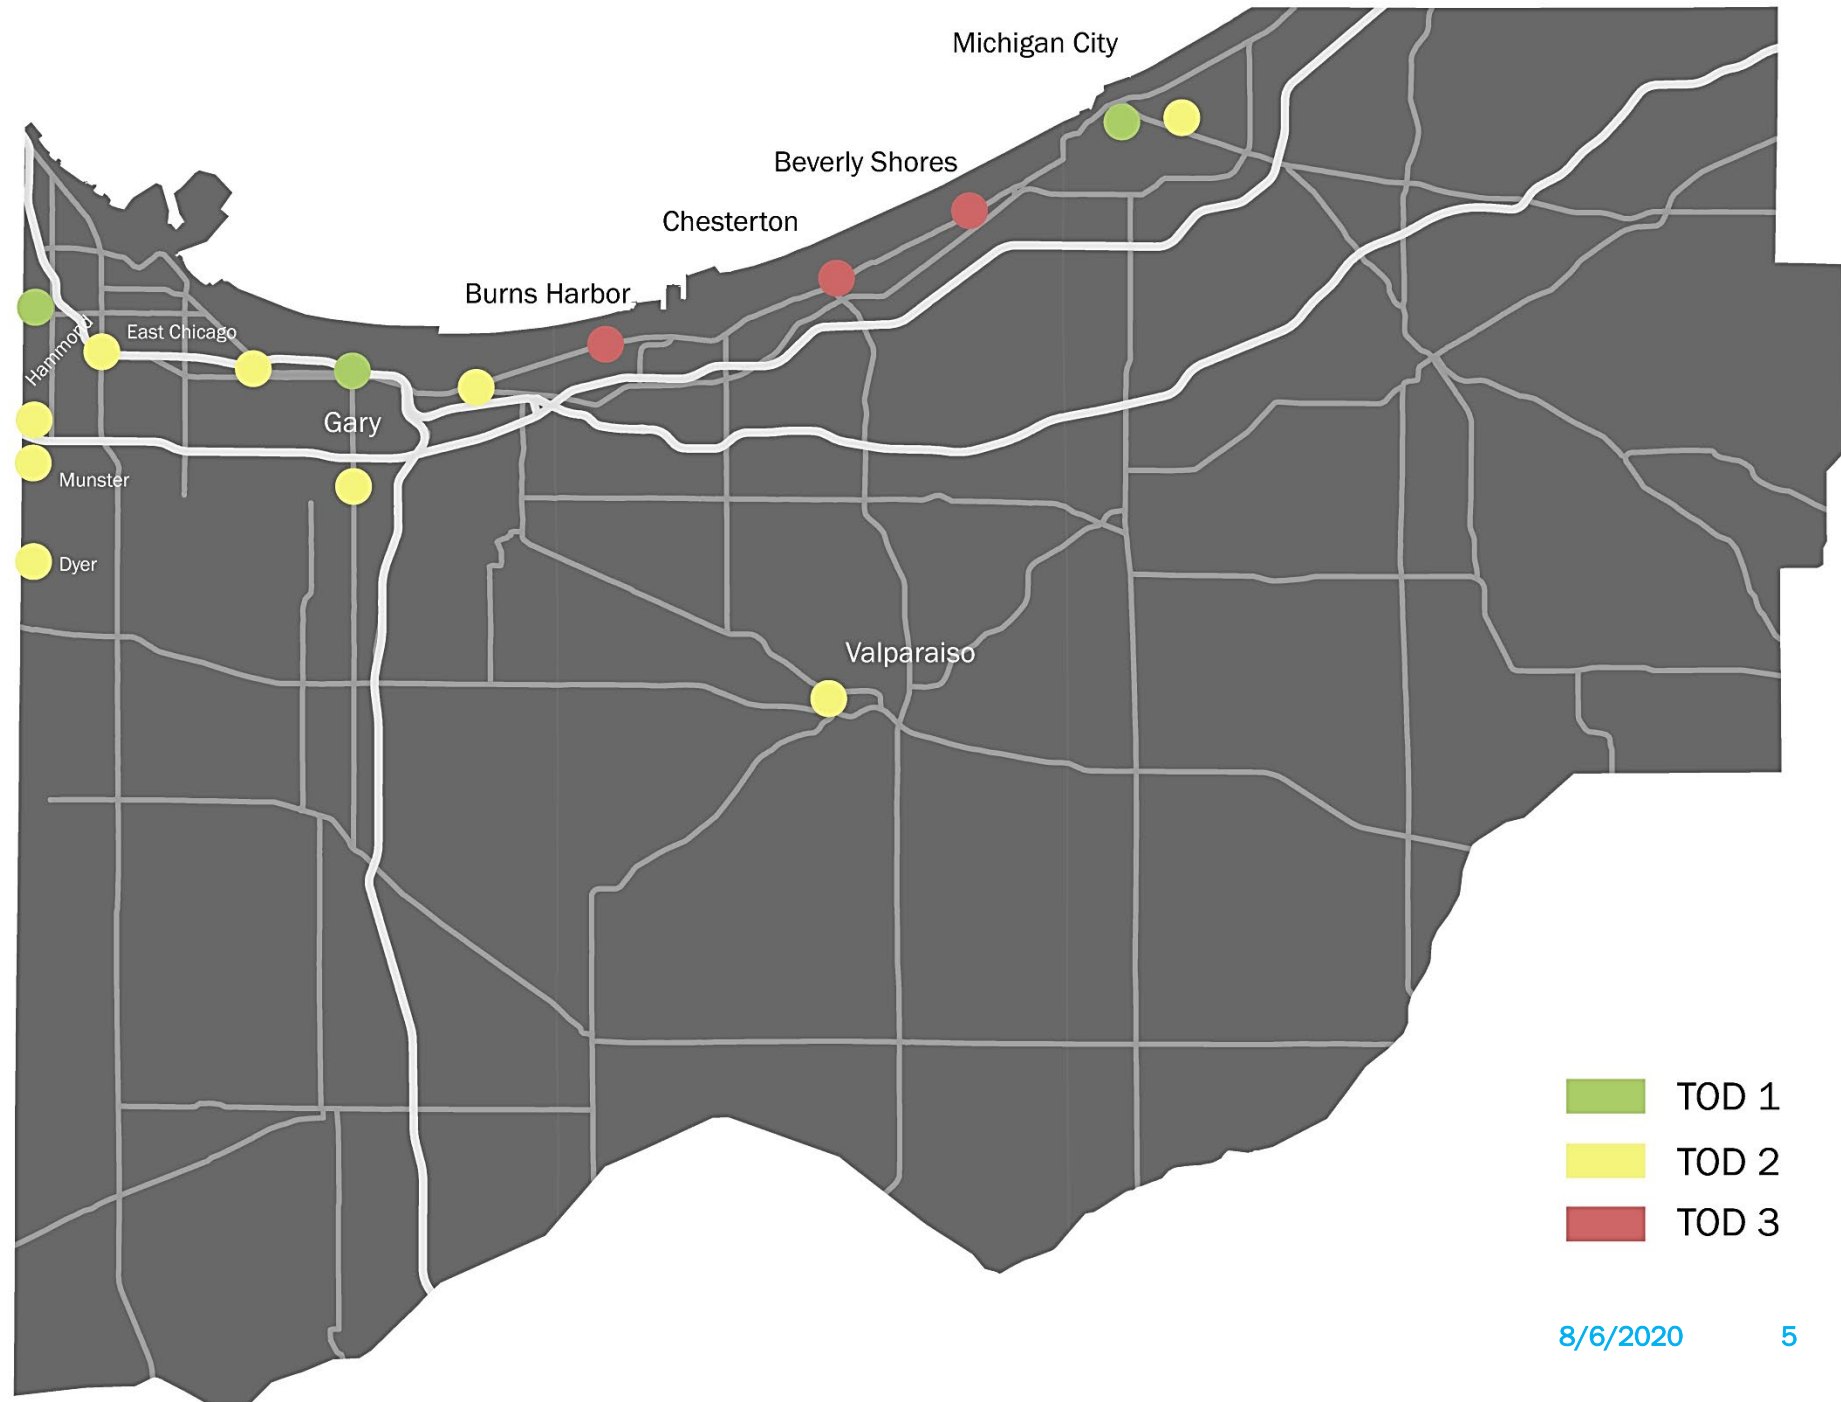 Michigan City
Beverly Shores
Chesterton
Burns Harbor
East Chicago
Hammond
Gary
Munster
Dyer
Valparaiso
TOD 1
TOD 2
TOD 3
8/6/2020 5